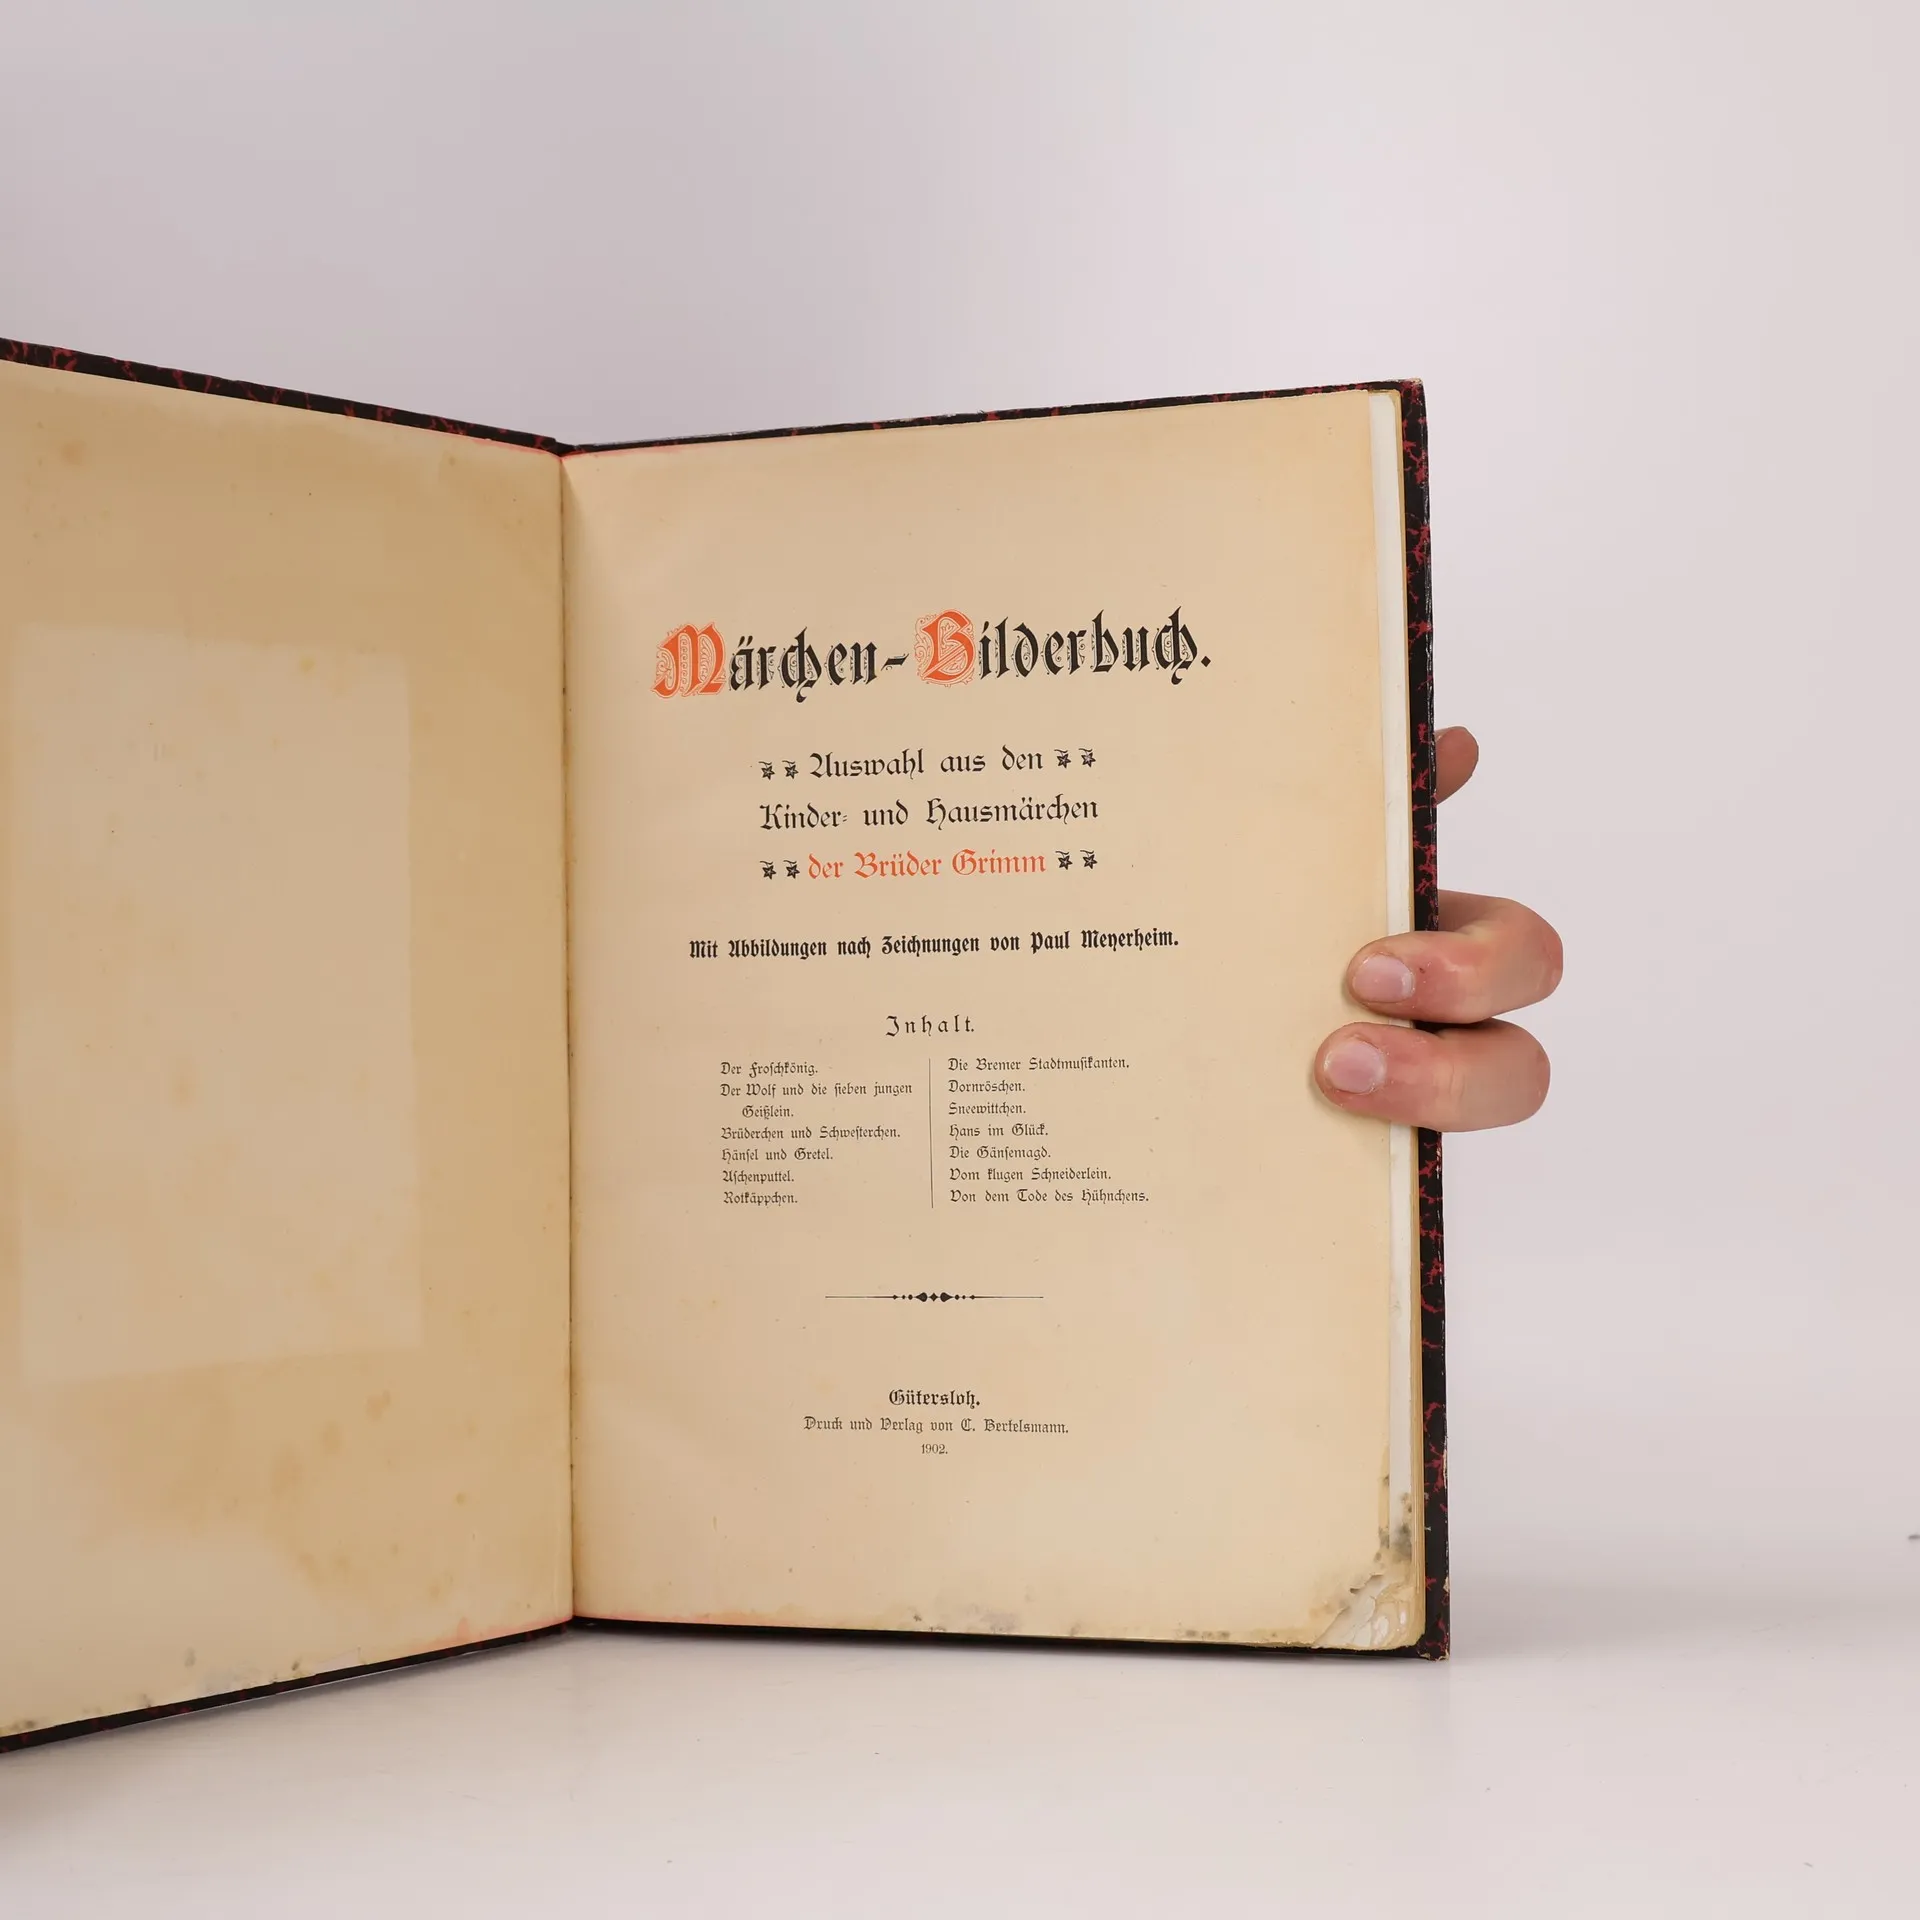 Märchen-Bilderbuch.
Auswahl aus den
Kinder- und Hausmärchen
der Brüder Grimm
Mit Abbildungen nach Zeichnungen von Paul Meyerheim.
Inhalt.
Der Froschkönig.
Der Wolf und die sieben jungen
Geißlein.
Brüderchen und Schwesterchen.
Hänsel und Gretel.
Aschenputtel.
Rotkäppchen.
Die Bremer Stadtmusikanten.
Dornröschen.
Sneewittchen.
Hans im Glück.
Die Gänsemagd.
Vom klugen Schneiderlein.
Von dem Tode des Hühnchens.
Gütersloh.
Druck und Verlag von C. Bertelsmann.
1902.